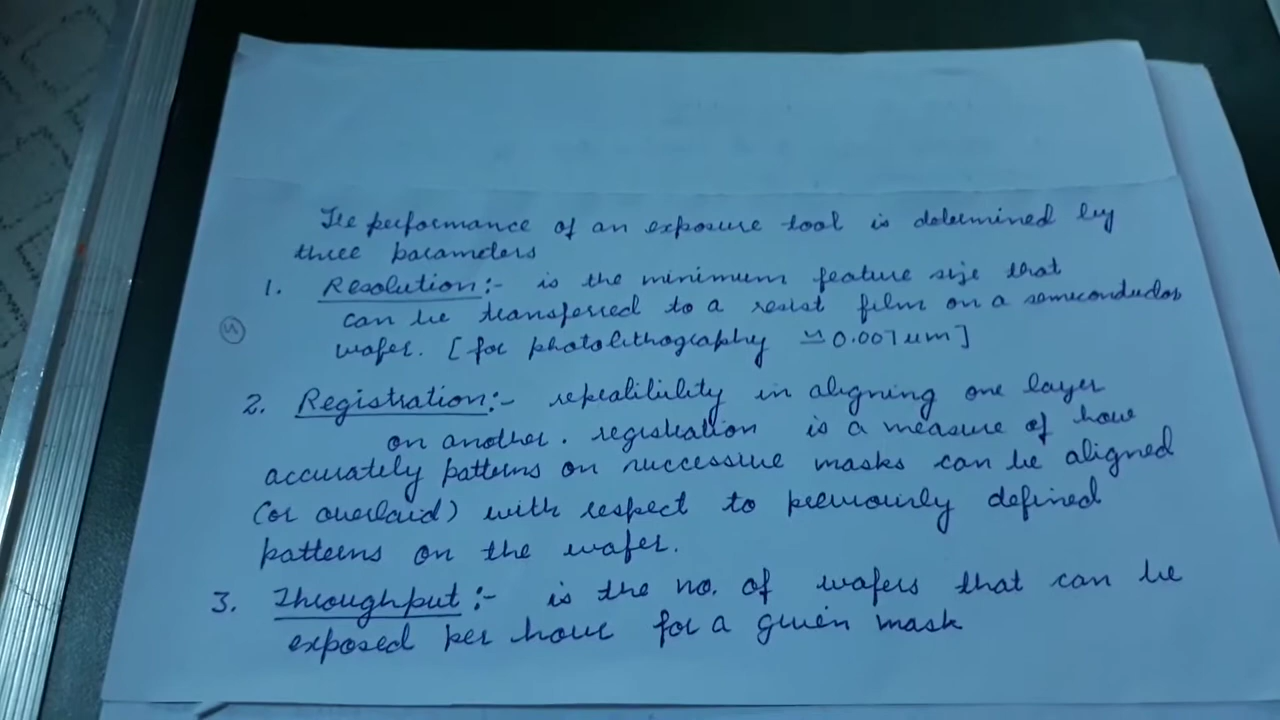 The performance of an exposure tool is determined by
three parameters
1. Resolution:- is the minimum feature size that
can be transferred to a resist film on a semiconductor
wafer. [for photolithography ≃ 0.007 um]
2. Registration:- repealibility in aligning one layer
on another. registration is a measure of how
accurately patterns on successive masks can be aligned
(or overlaid) with respect to previously defined
patterns on the wafer.
3. Throughput:- is the no. of wafers that can be
exposed per hour for a given mask